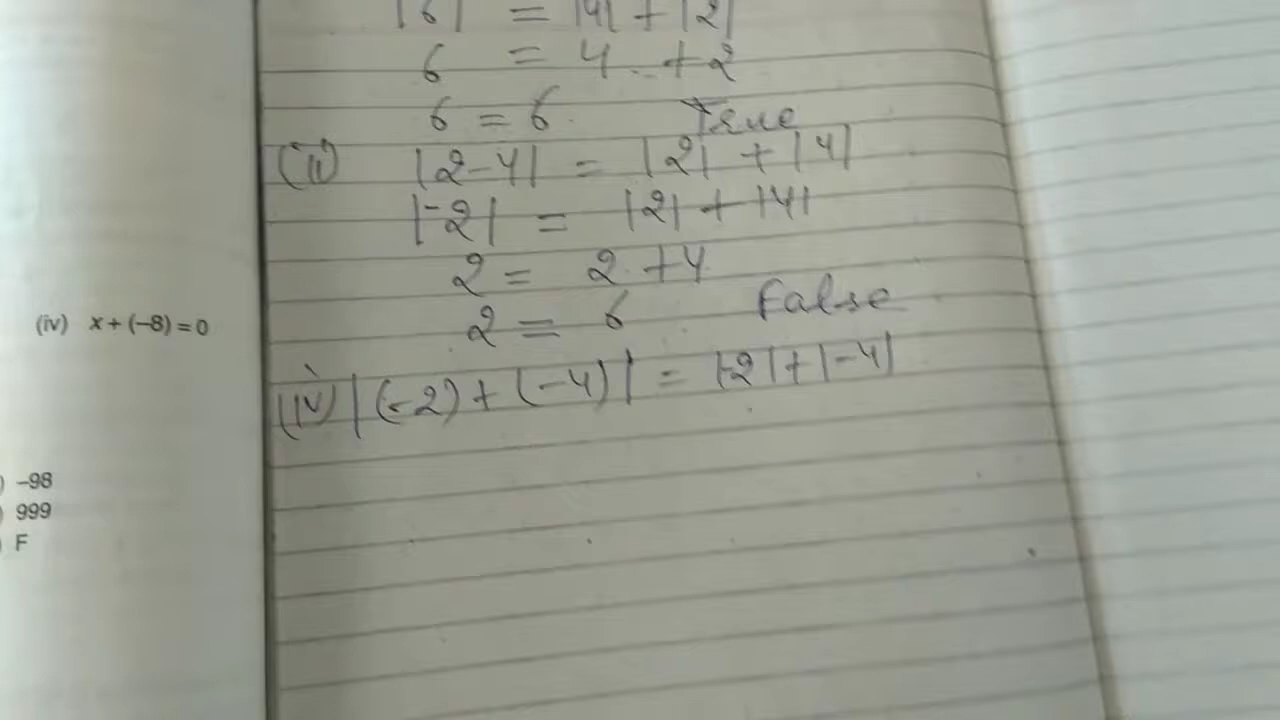 |6| = |4| + |2|
6 = 4 + 2
6 = 6 True
(ii) |2-4| = |2| + |4|
|-2| = |2| + |4|
2 = 2 + 4
2 = 6 False
(iv) |(-2) + (-4)| = |-2| + |-4|
(iv) x + (–8) = 0
) –98
) 999
) F